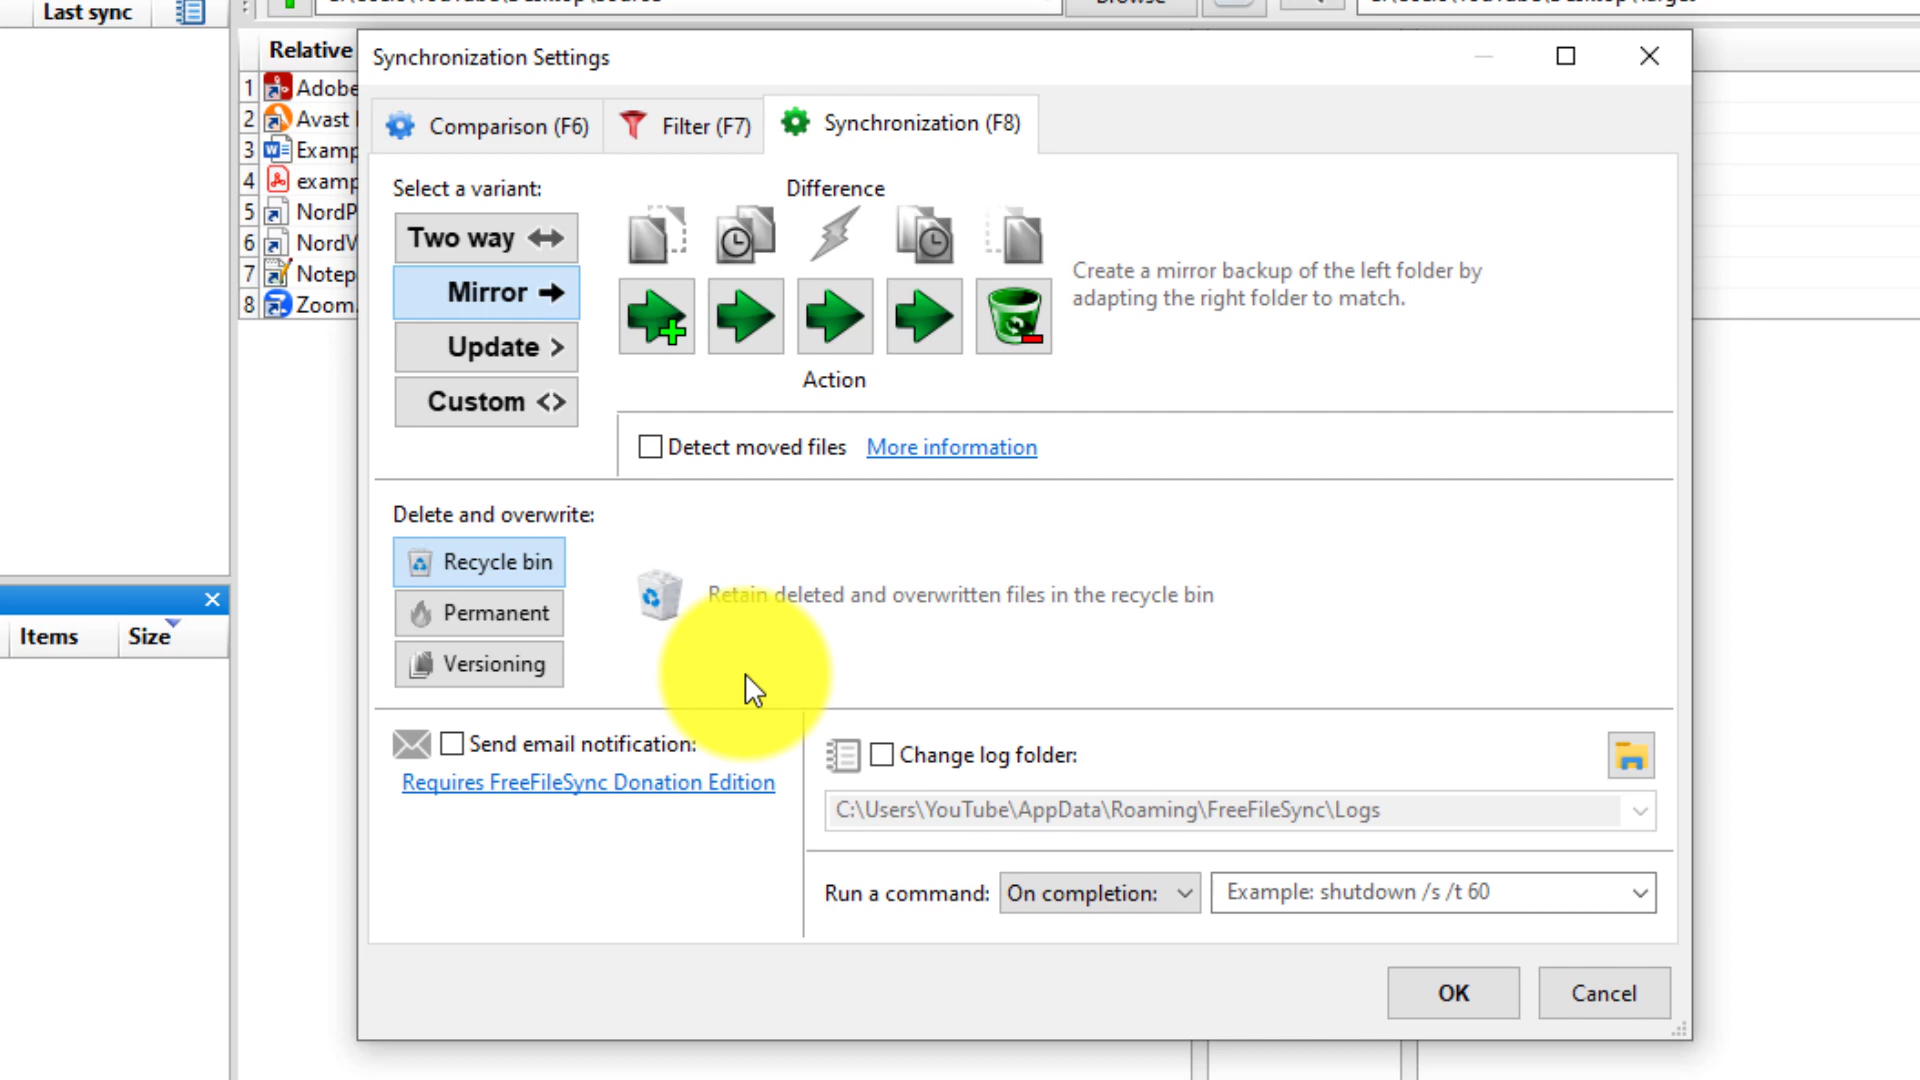 Last sync
Relative
Synchronization Settings
1 Adobe
2 Avast
3 Examp
4 examp
5 NordP
6 NordV
7 Notep
8 Zoom.
Comparison (F6)
Filter (F7)
Synchronization (F8)
Select a variant:
Difference
Two way
Mirror
Update
Custom
Create a mirror backup of the left folder by
adapting the right folder to match.
Action
Detect moved files More information
Delete and overwrite:
Recycle bin
Permanent
Versioning
Retain deleted and overwritten files in the recycle bin
Items
Size
Send email notification:
Requires FreeFileSync Donation Edition
Change log folder:
C:\Users\YouTube\AppData\Roaming\FreeFileSync\Logs
Run a command: On completion: Example: shutdown /s /t 60
OK
Cancel